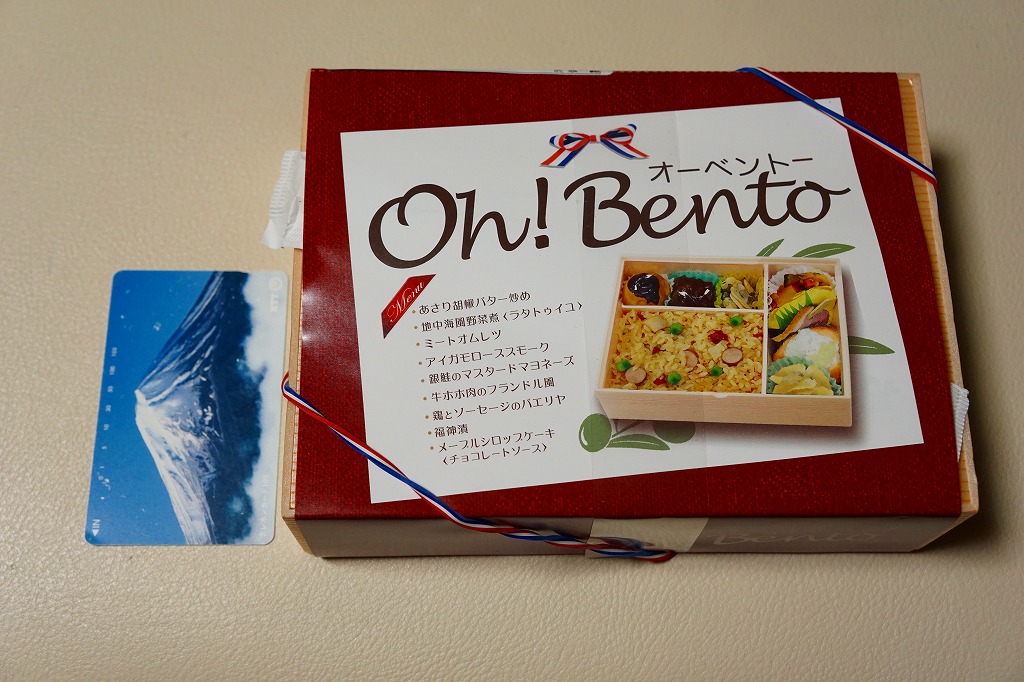 オーベントー
Oh! Bento
Menu
・あさり胡椒バター炒め
・地中海風野菜煮〈ラタトゥイユ〉
・ミートオムレツ
・アイガモローススモーク
・銀鮭のマスタードマヨネーズ
・牛ホホ肉のフランドル風
・鶏とソーセージのパエリヤ
・福神漬
・メープルシロップケーキ
〈チョコレートソース〉
Bento
◀IN